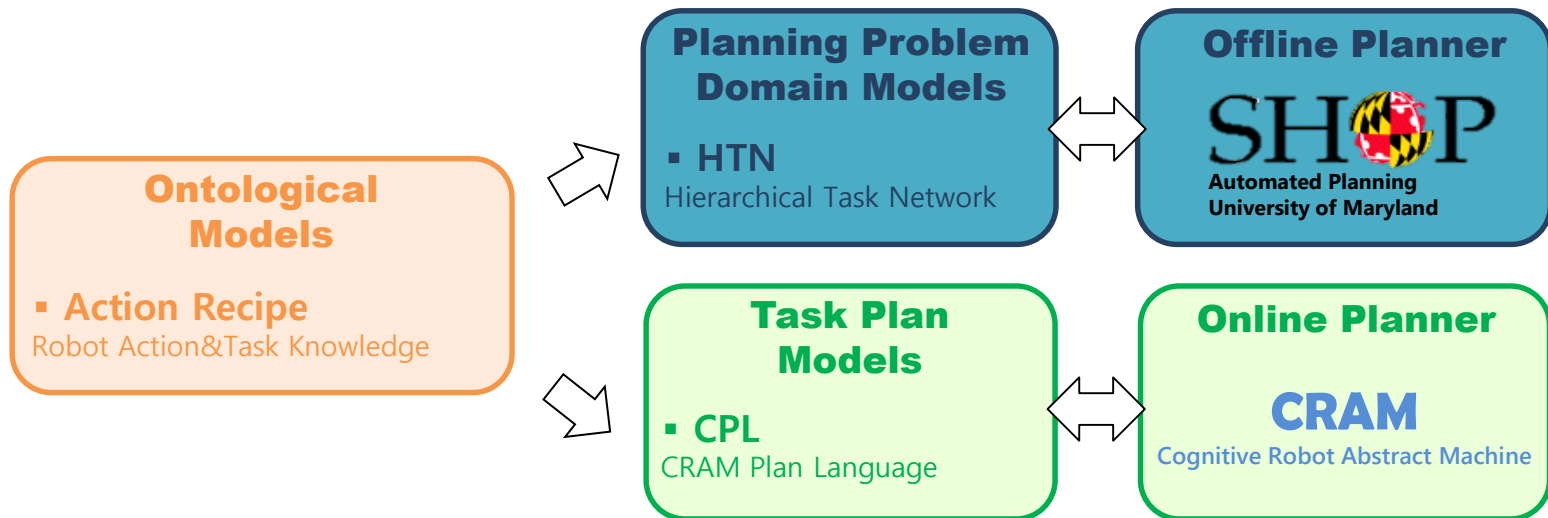 Ontological
Models
▪ Action Recipe
Robot Action&Task Knowledge
Planning Problem
Domain Models
▪ HTN
Hierarchical Task Network
Offline Planner
SHOP
Automated Planning
University of Maryland
Task Plan
Models
▪ CPL
CRAM Plan Language
Online Planner
CRAM
Cognitive Robot Abstract Machine